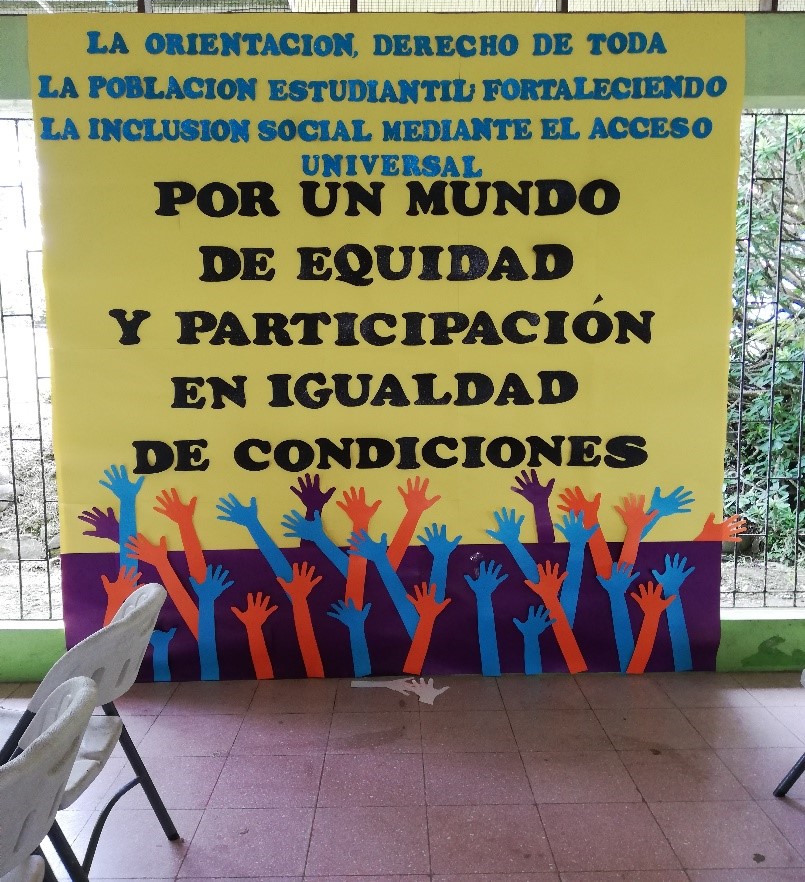 LA ORIENTACION, DERECHO DE TODA
LA POBLACION ESTUDIANTIL; FORTALECIENDO
LA INCLUSION SOCIAL MEDIANTE EL ACCESO
UNIVERSAL
POR UN MUNDO
DE EQUIDAD
Y PARTICIPACIÓN
EN IGUALDAD
DE CONDICIONES